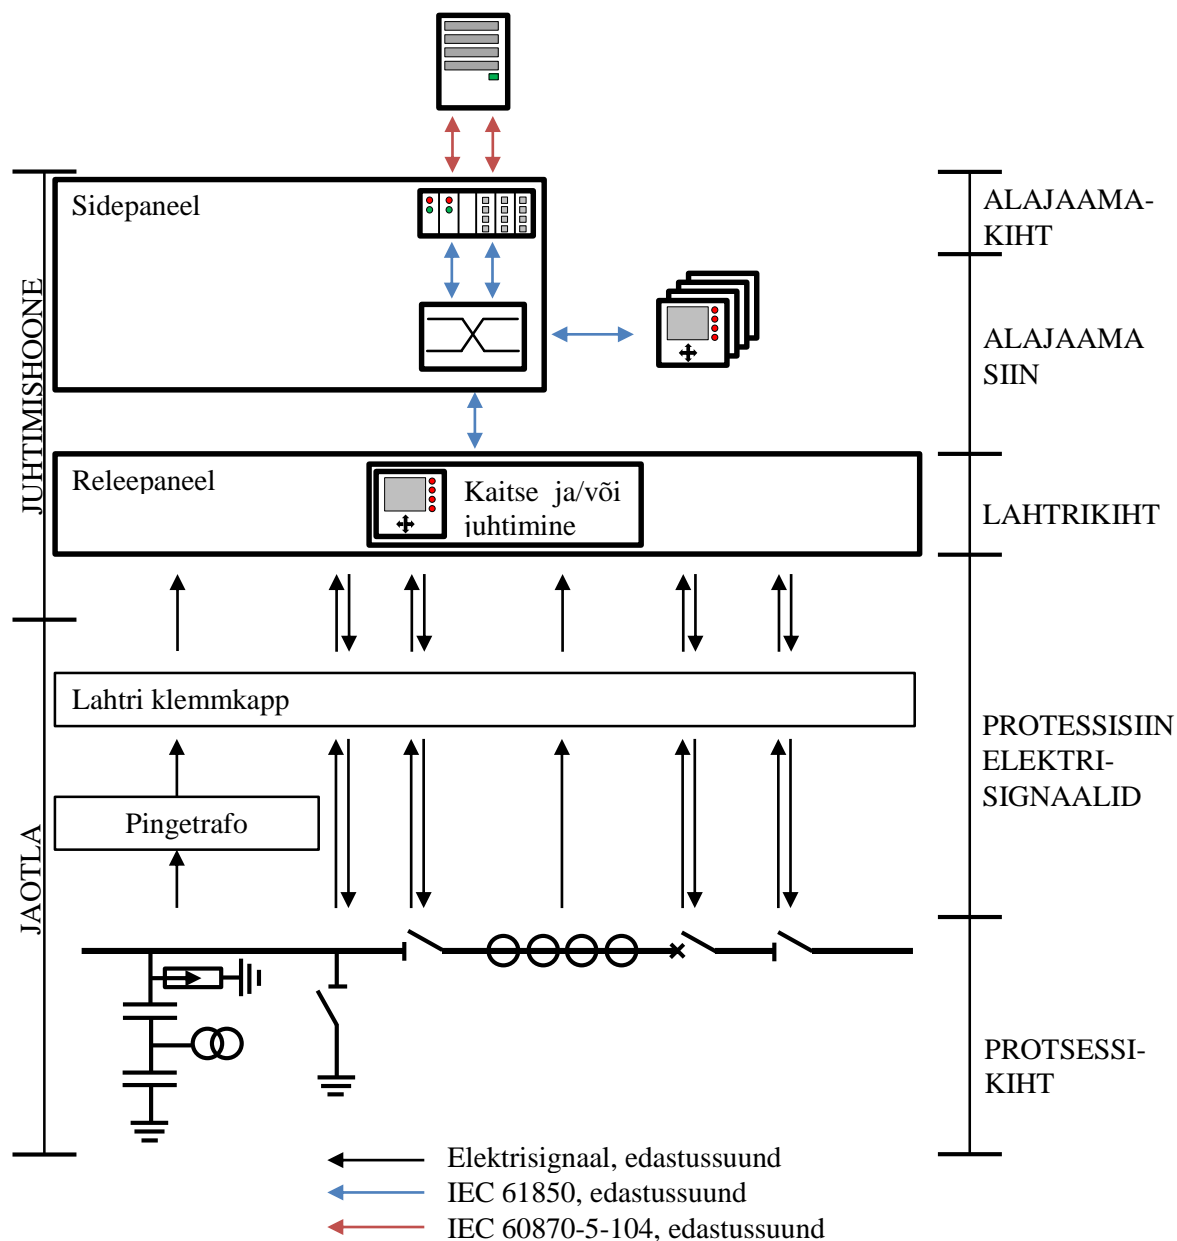 JUHTIMISHOONE
JAOTLA
Sidepaneel
Releepaneel
Kaitse ja/või
juhtimine
Lahtri klemmkapp
Pingetrafo
ALAJAAMA-
KIHT
ALAJAAMA
SIIN
LAHTRIKIHT
PROTESSISIIN
ELEKTRI-
SIGNAALID
PROTSESSI-
KIHT
Elektrisignaal, edastussuund
IEC 61850, edastussuund
IEC 60870-5-104, edastussuund